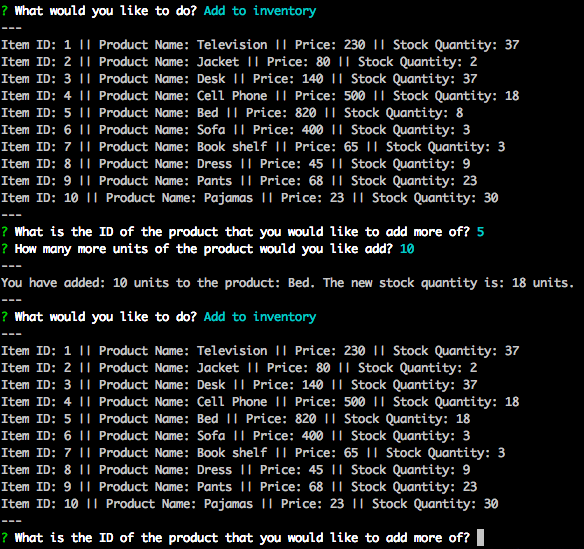 ? What would you like to do? Add to inventory
---
Item ID: 1 || Product Name: Television || Price: 230 || Stock Quantity: 37
Item ID: 2 || Product Name: Jacket || Price: 80 || Stock Quantity: 2
Item ID: 3 || Product Name: Desk || Price: 140 || Stock Quantity: 37
Item ID: 4 || Product Name: Cell Phone || Price: 500 || Stock Quantity: 18
Item ID: 5 || Product Name: Bed || Price: 820 || Stock Quantity: 8
Item ID: 6 || Product Name: Sofa || Price: 400 || Stock Quantity: 3
Item ID: 7 || Product Name: Book shelf || Price: 65 || Stock Quantity: 3
Item ID: 8 || Product Name: Dress || Price: 45 || Stock Quantity: 9
Item ID: 9 || Product Name: Pants || Price: 68 || Stock Quantity: 23
Item ID: 10 || Product Name: Pajamas || Price: 23 || Stock Quantity: 30
---
? What is the ID of the product that you would like to add more of? 5
? How many more units of the product would you like add? 10
---
You have added: 10 units to the product: Bed. The new stock quantity is: 18 units.
---
? What would you like to do? Add to inventory
---
Item ID: 1 || Product Name: Television || Price: 230 || Stock Quantity: 37
Item ID: 2 || Product Name: Jacket || Price: 80 || Stock Quantity: 2
Item ID: 3 || Product Name: Desk || Price: 140 || Stock Quantity: 37
Item ID: 4 || Product Name: Cell Phone || Price: 500 || Stock Quantity: 18
Item ID: 5 || Product Name: Bed || Price: 820 || Stock Quantity: 18
Item ID: 6 || Product Name: Sofa || Price: 400 || Stock Quantity: 3
Item ID: 7 || Product Name: Book shelf || Price: 65 || Stock Quantity: 3
Item ID: 8 || Product Name: Dress || Price: 45 || Stock Quantity: 9
Item ID: 9 || Product Name: Pants || Price: 68 || Stock Quantity: 23
Item ID: 10 || Product Name: Pajamas || Price: 23 || Stock Quantity: 30
---
? What is the ID of the product that you would like to add more of?